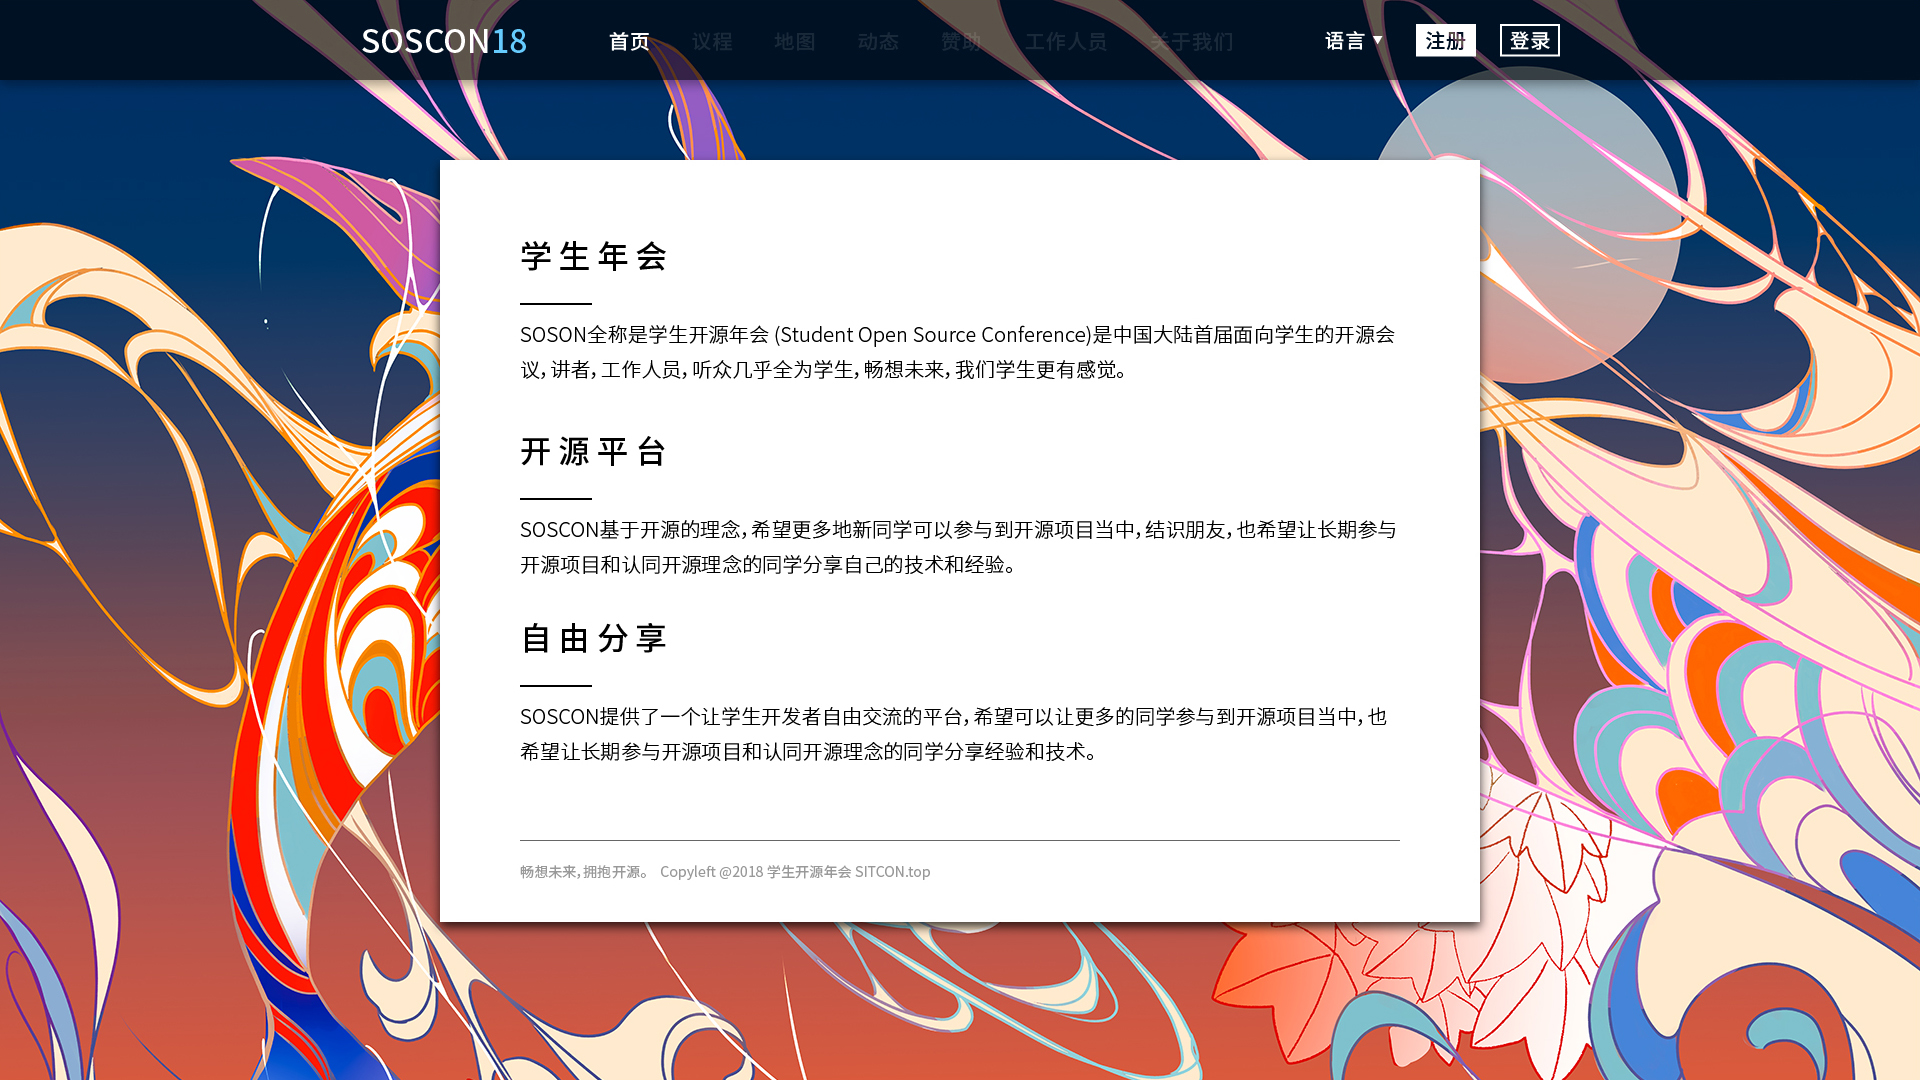 SOSCON18 首页 议程 地图 动态 赞助 工作人员 关于我们 语言 ▼ 注册 登录
学生年会
SOSON全称是学生开源年会 (Student Open Source Conference)是中国大陆首届面向学生的开源会
议，讲者，工作人员，听众几乎全为学生，畅想未来，我们学生更有感觉。
开源平台
SOSCON基于开源的理念，希望更多地新同学可以参与到开源项目当中，结识朋友，也希望让长期参与
开源项目和认同开源理念的同学分享自己的技术和经验。
自由分享
SOSCON提供了一个让学生开发者自由交流的平台，希望可以让更多的同学参与到开源项目当中，也
希望让长期参与开源项目和认同开源理念的同学分享经验和技术。
畅想未来，拥抱开源。 Copyleft @2018 学生开源年会 SITCON.top